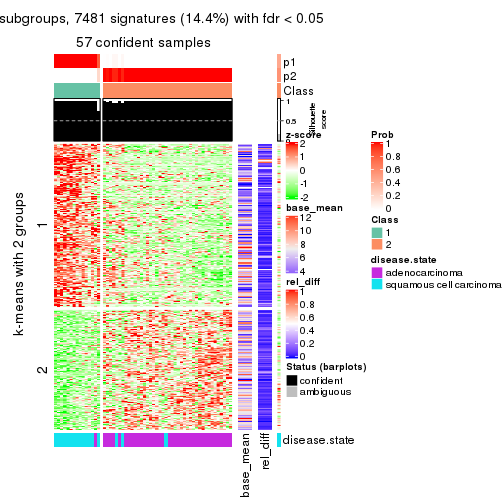 subgroups, 7481 signatures (14.4%) with fdr < 0.05
57 confident samples
p1
p2
Class
1
0.5
0
Silhouette
score
k-means with 2 groups
1
2
base_mean
rel_diff
disease.state
z-score
2
1
0
-1
-2
base_mean
12
10
8
6
4
rel_diff
1
0.8
0.6
0.4
0.2
0
Status (barplots)
confident
ambiguous
Prob
1
0.8
0.6
0.4
0.2
0
Class
1
2
disease.state
adenocarcinoma
squamous cell carcinoma